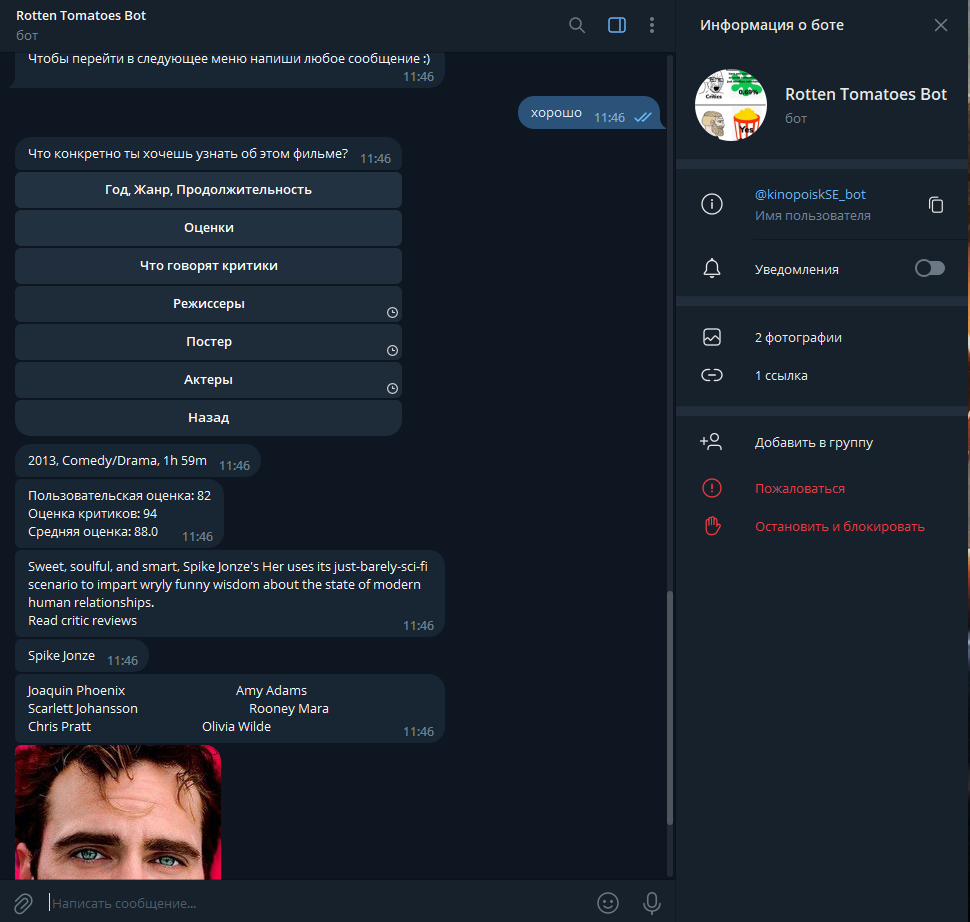 Rotten Tomatoes Bot
бот
Чтобы перейти в следующее меню напиши любое сообщение :)
11:46
хорошо 11:46
Что конкретно ты хочешь узнать об этом фильме? 11:46
Год, Жанр, Продолжительность
Оценки
Что говорят критики
Режиссеры
Постер
Актеры
Назад
2013, Comedy/Drama, 1h 59m 11:46
Пользовательская оценка: 82
Оценка критиков: 94
Средняя оценка: 88.0 11:46
Sweet, soulful, and smart, Spike Jonze's Her uses its just-barely-sci-fi
scenario to impart wryly funny wisdom about the state of modern
human relationships.
Read critic reviews 11:46
Spike Jonze 11:46
Joaquin Phoenix Amy Adams
Scarlett Johansson Rooney Mara
Chris Pratt Olivia Wilde 11:46
Написать сообщение...
Информация о боте
Critics
0,69%
Yes
Rotten Tomatoes Bot
бот
@kinopoiskSE_bot
Имя пользователя
Уведомления
2 фотографии
1 ссылка
Добавить в группу
Пожаловаться
Остановить и блокировать